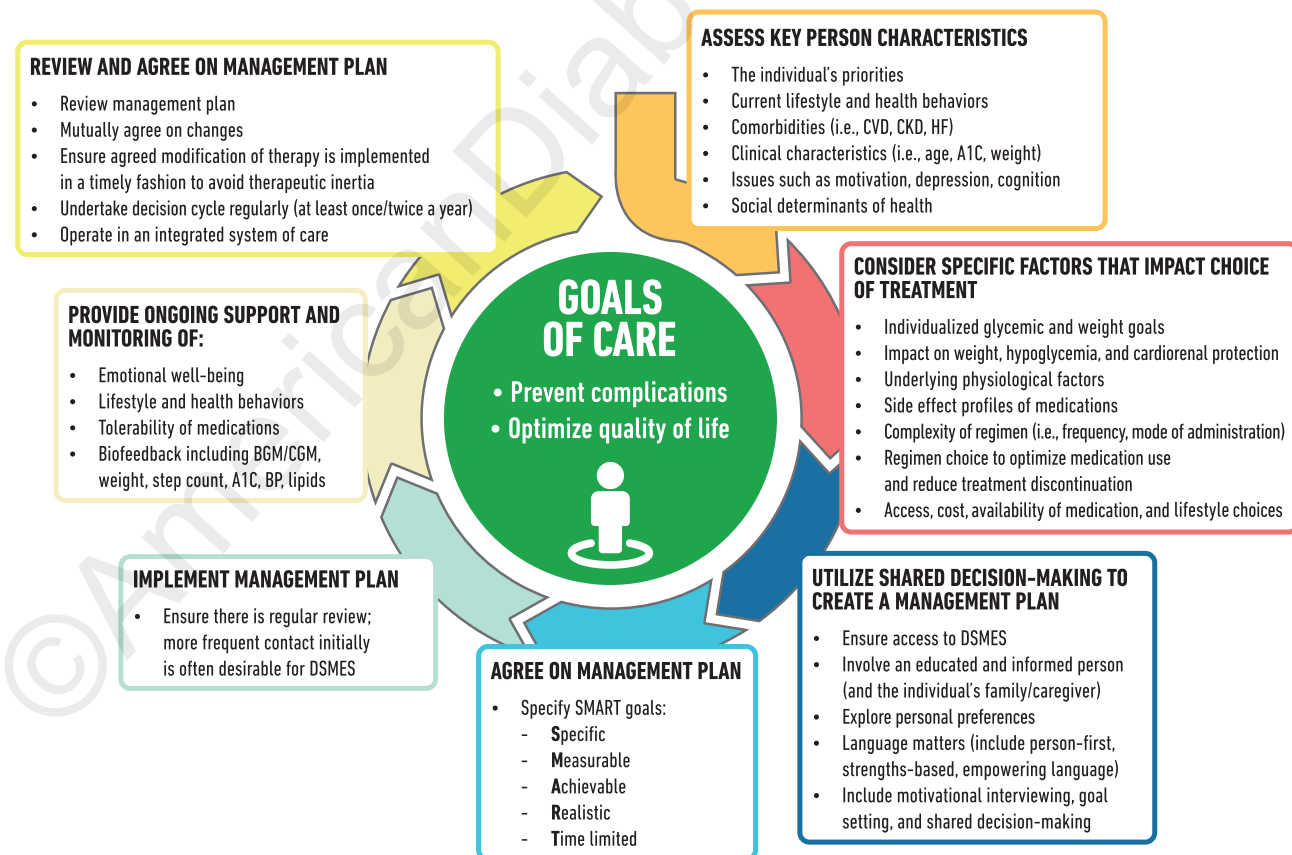 ASSESS KEY PERSON CHARACTERISTICS
• The individual's priorities
• Current lifestyle and health behaviors
• Comorbidities (i.e., CVD, CKD, HF)
• Clinical characteristics (i.e., age, A1C, weight)
• Issues such as motivation, depression, cognition
• Social determinants of health
CONSIDER SPECIFIC FACTORS THAT IMPACT CHOICE
OF TREATMENT
• Individualized glycemic and weight goals
• Impact on weight, hypoglycemia, and cardiorenal protection
• Underlying physiological factors
• Side effect profiles of medications
• Complexity of regimen (i.e., frequency, mode of administration)
• Regimen choice to optimize medication use
and reduce treatment discontinuation
• Access, cost, availability of medication, and lifestyle choices
UTILIZE SHARED DECISION-MAKING TO
CREATE A MANAGEMENT PLAN
• Ensure access to DSMES
• Involve an educated and informed person
(and the individual's family/caregiver)
• Explore personal preferences
• Language matters (include person-first,
strengths-based, empowering language)
• Include motivational interviewing, goal
setting, and shared decision-making
AGREE ON MANAGEMENT PLAN
• Specify SMART goals:
- Specific
- Measurable
- Achievable
- Realistic
- Time limited
IMPLEMENT MANAGEMENT PLAN
• Ensure there is regular review;
more frequent contact initially
is often desirable for DSMES
PROVIDE ONGOING SUPPORT AND
MONITORING OF:
• Emotional well-being
• Lifestyle and health behaviors
• Tolerability of medications
• Biofeedback including BGM/CGM,
weight, step count, A1C, BP, lipids
REVIEW AND AGREE ON MANAGEMENT PLAN
• Review management plan
• Mutually agree on changes
• Ensure agreed modification of therapy is implemented
in a timely fashion to avoid therapeutic inertia
• Undertake decision cycle regularly (at least once/twice a year)
• Operate in an integrated system of care
GOALS
OF CARE
• Prevent complications
• Optimize quality of life
©AmericanDiab